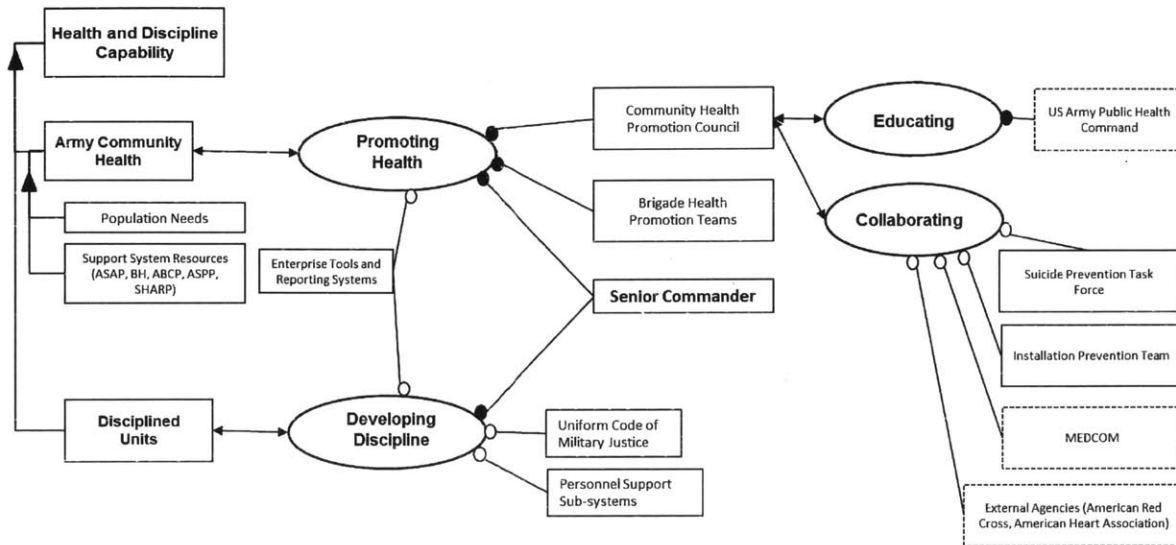 Health and Discipline
Capability
Army Community
Health
Population Needs
Support System Resources
(ASAP, BH, ABCP, ASPP,
SHARP)
Disciplined
Units
Promoting
Health
Enterprise Tools and
Reporting Systems
Developing
Discipline
Community Health
Promotion Council
Brigade Health
Promotion Teams
Senior Commander
Uniform Code of
Military Justice
Personnel Support
Sub-systems
Educating
Collaborating
US Army Public Health
Command
Suicide Prevention Task
Force
Installation Prevention Team
MEDCOM
External Agencies (American Red
Cross, American Heart Association)